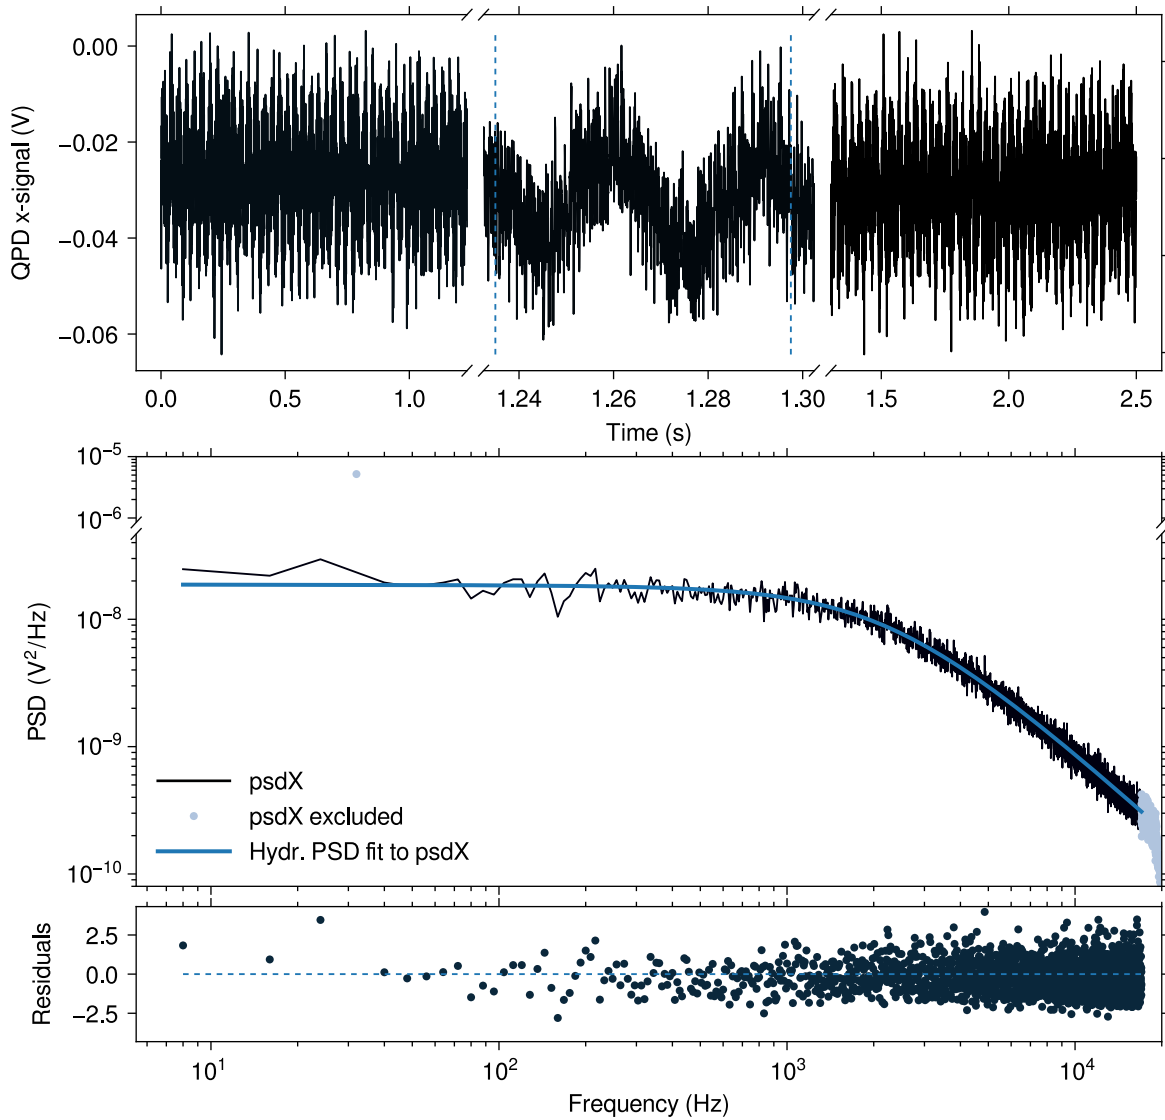 0.00
−0.02
−0.04
−0.06
QPD x-signal (V)
0.0 0.5 1.0 1.24 1.26 1.28 1.30 1.5 2.0 2.5
Time (s)
10⁻⁵
10⁻⁶
10⁻⁸
10⁻⁹
10⁻¹⁰
PSD (V²/Hz)
psdX
psdX excluded
Hydr. PSD fit to psdX
2.5
0.0
−2.5
Residuals
10¹ 10² 10³ 10⁴
Frequency (Hz)